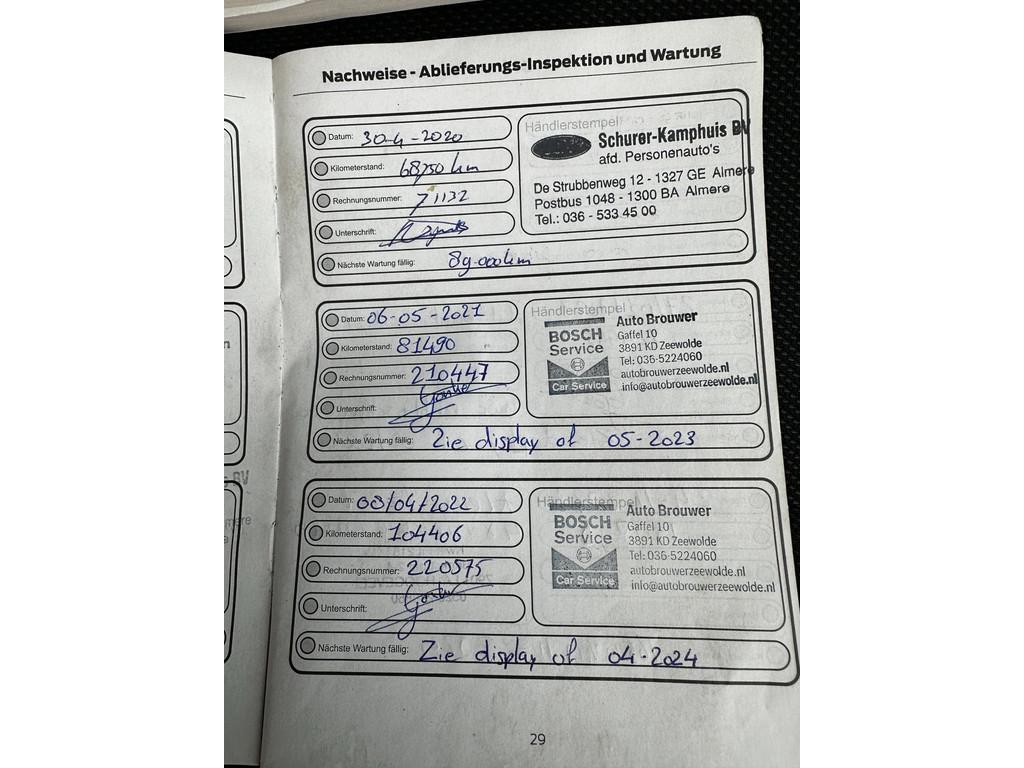 Nachweise - Ablieferungs-Inspektion und Wartung
Datum: 30-4-2020
Kilometerstand: 68750 km
Rechnungsnummer: 71132
Unterschrift:
Nächste Wartung fällig: 89.000km
Händlerstempel
Schurer-Kamphuis BV
afd. Personenauto's
De Strubbenweg 12 - 1327 GE Almere
Postbus 1048 - 1300 BA Almere
Tel.: 036 - 533 45 00
Datum: 06-05-2021
Kilometerstand: 81490
Rechnungsnummer: 210447
Unterschrift:
Nächste Wartung fällig: Zie display of 05-2023
Händlerstempel
BOSCH
Service
Car Service
Auto Brouwer
Gaffel 10
3891 KD Zeewolde
Tel: 036-5224060
autobrouwerzeewolde.nl
info@autobrouwerzeewolde.nl
Datum: 08/04/2022
Kilometerstand: 104406
Rechnungsnummer: 220575
Unterschrift:
Nächste Wartung fällig: Zie display of 04-2024
Händlerstempel
BOSCH
Service
Car Service
Auto Brouwer
Gaffel 10
3891 KD Zeewolde
Tel: 036-5224060
autobrouwerzeewolde.nl
info@autobrouwerzeewolde.nl
29